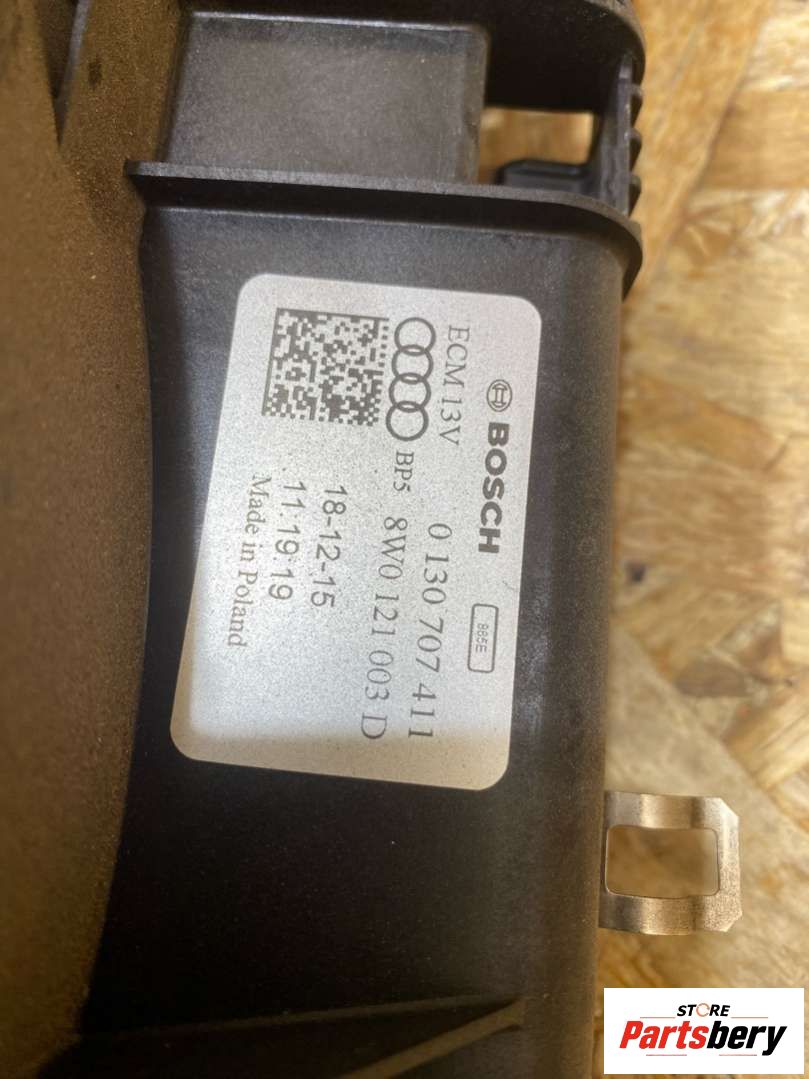 BOSCH
885E
ECM 13V
0 130 707 411
BP5 8W0 121 003 D
18-12-15
11:19:19
Made in Poland
STORE
Partsbery